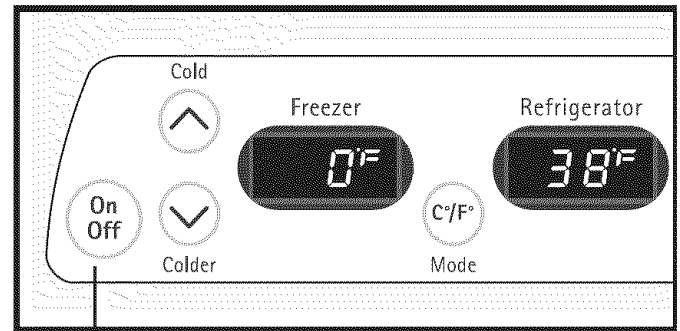 Cold
Freezer
Refrigerator
0°F
38°F
On
Off
C°/F°
Colder
Mode